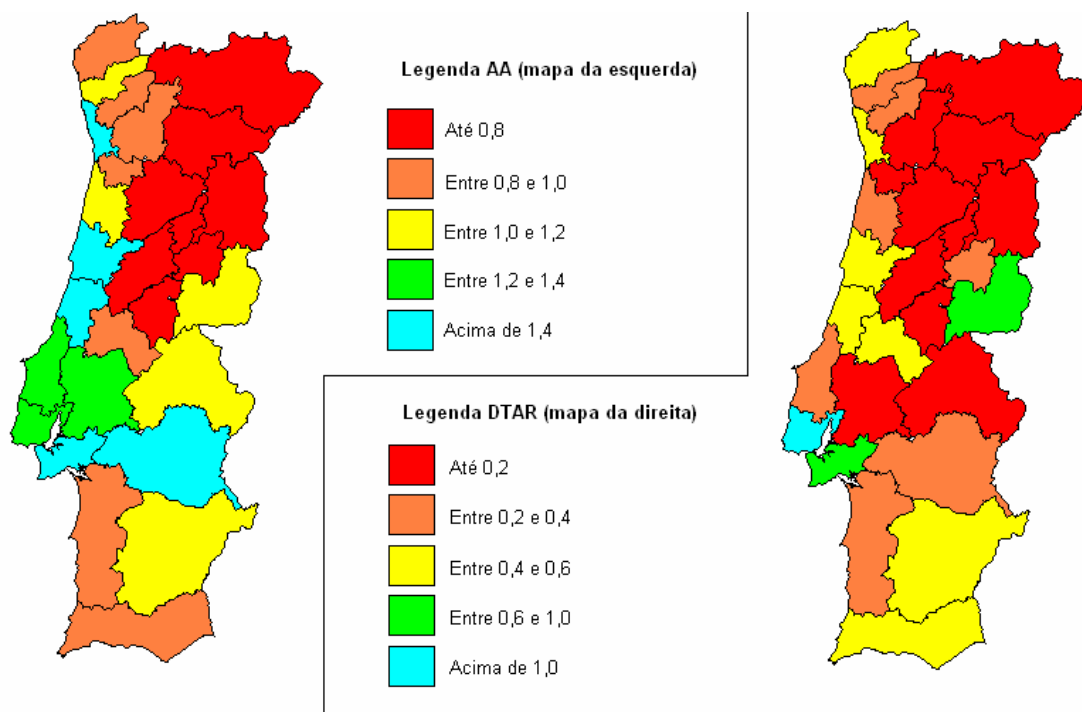 Legenda AA (mapa da esquerda)
Até 0,8
Entre 0,8 e 1,0
Entre 1,0 e 1,2
Entre 1,2 e 1,4
Acima de 1,4
Legenda DTAR (mapa da direita)
Até 0,2
Entre 0,2 e 0,4
Entre 0,4 e 0,6
Entre 0,6 e 1,0
Acima de 1,0